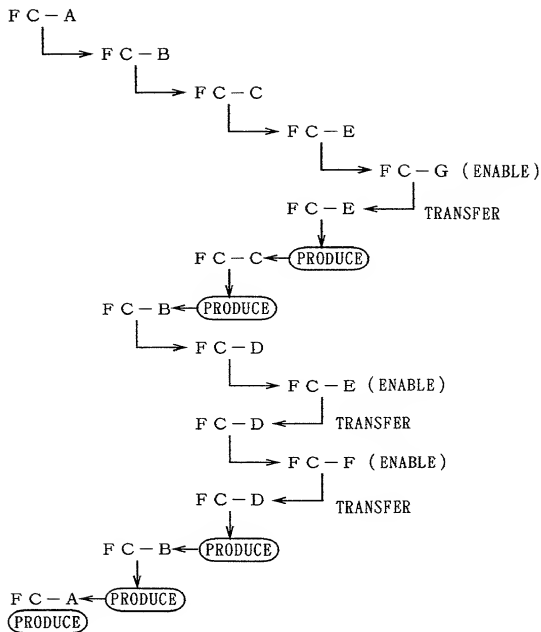 FC-A
FC-B
FC-C
FC-E
FC-G (ENABLE)
FC-E TRANSFER
FC-C PRODUCE
FC-B PRODUCE
FC-D
FC-E (ENABLE)
FC-D TRANSFER
FC-F (ENABLE)
FC-D TRANSFER
FC-B PRODUCE
FC-A PRODUCE
PRODUCE